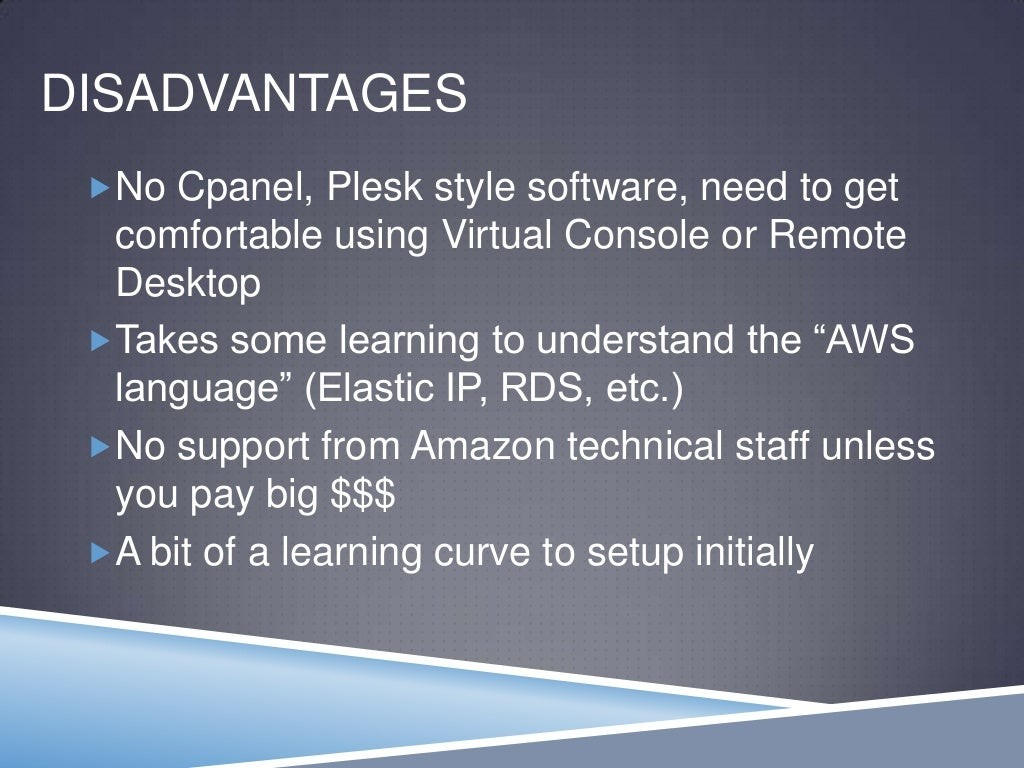 DISADVANTAGES
No Cpanel, Plesk style software, need to get
comfortable using Virtual Console or Remote
Desktop
Takes some learning to understand the “AWS
language” (Elastic IP, RDS, etc.)
No support from Amazon technical staff unless
you pay big $$$
A bit of a learning curve to setup initially